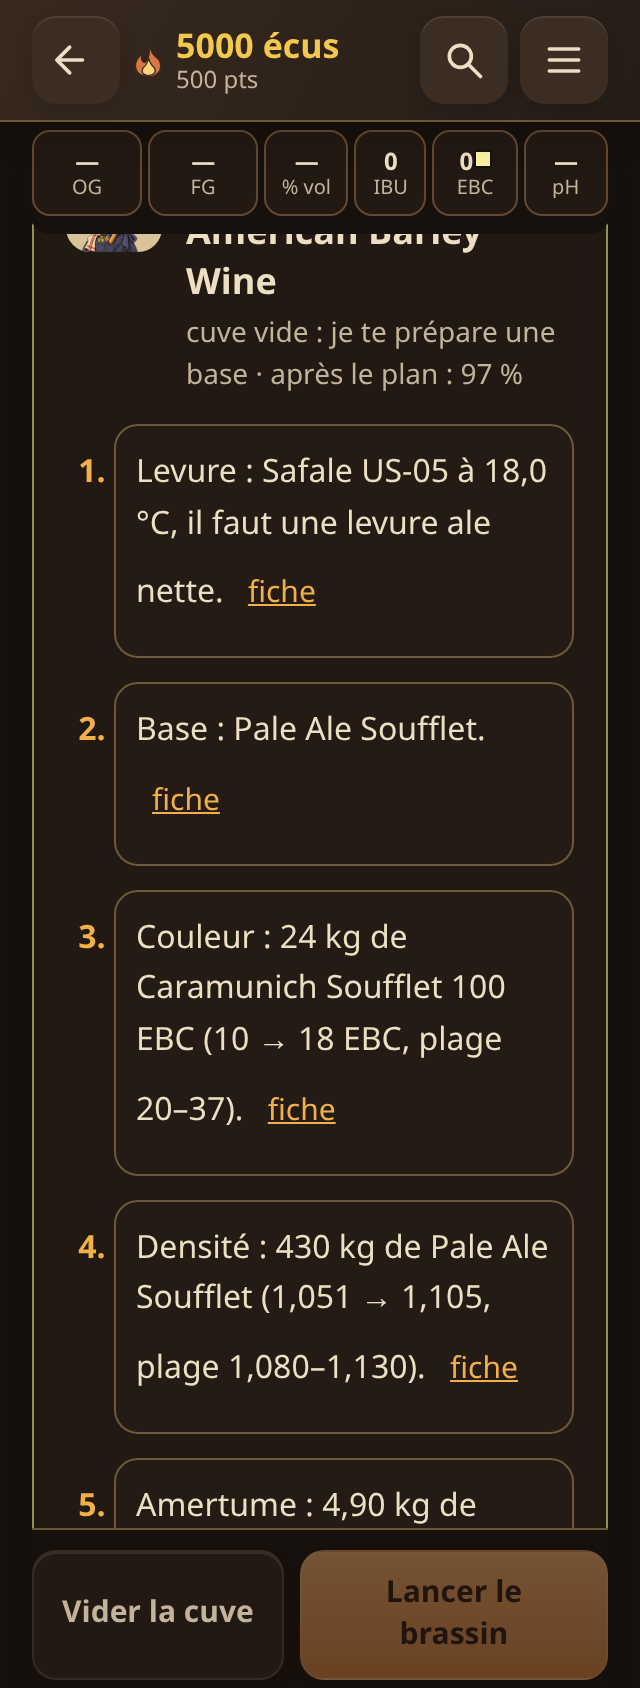 5000 écus
500 pts
— OG
— FG
— % vol
0 IBU
0 EBC
— pH
American Barley
Wine
cuve vide : je te prépare une
base · après le plan : 97 %
1. Levure : Safale US-05 à 18,0
°C, il faut une levure ale
nette. fiche
2. Base : Pale Ale Soufflet.
fiche
3. Couleur : 24 kg de
Caramunich Soufflet 100
EBC (10 → 18 EBC, plage
20–37). fiche
4. Densité : 430 kg de Pale Ale
Soufflet (1,051 → 1,105,
plage 1,080–1,130). fiche
5. Amertume : 4,90 kg de
Vider la cuve
Lancer le
brassin